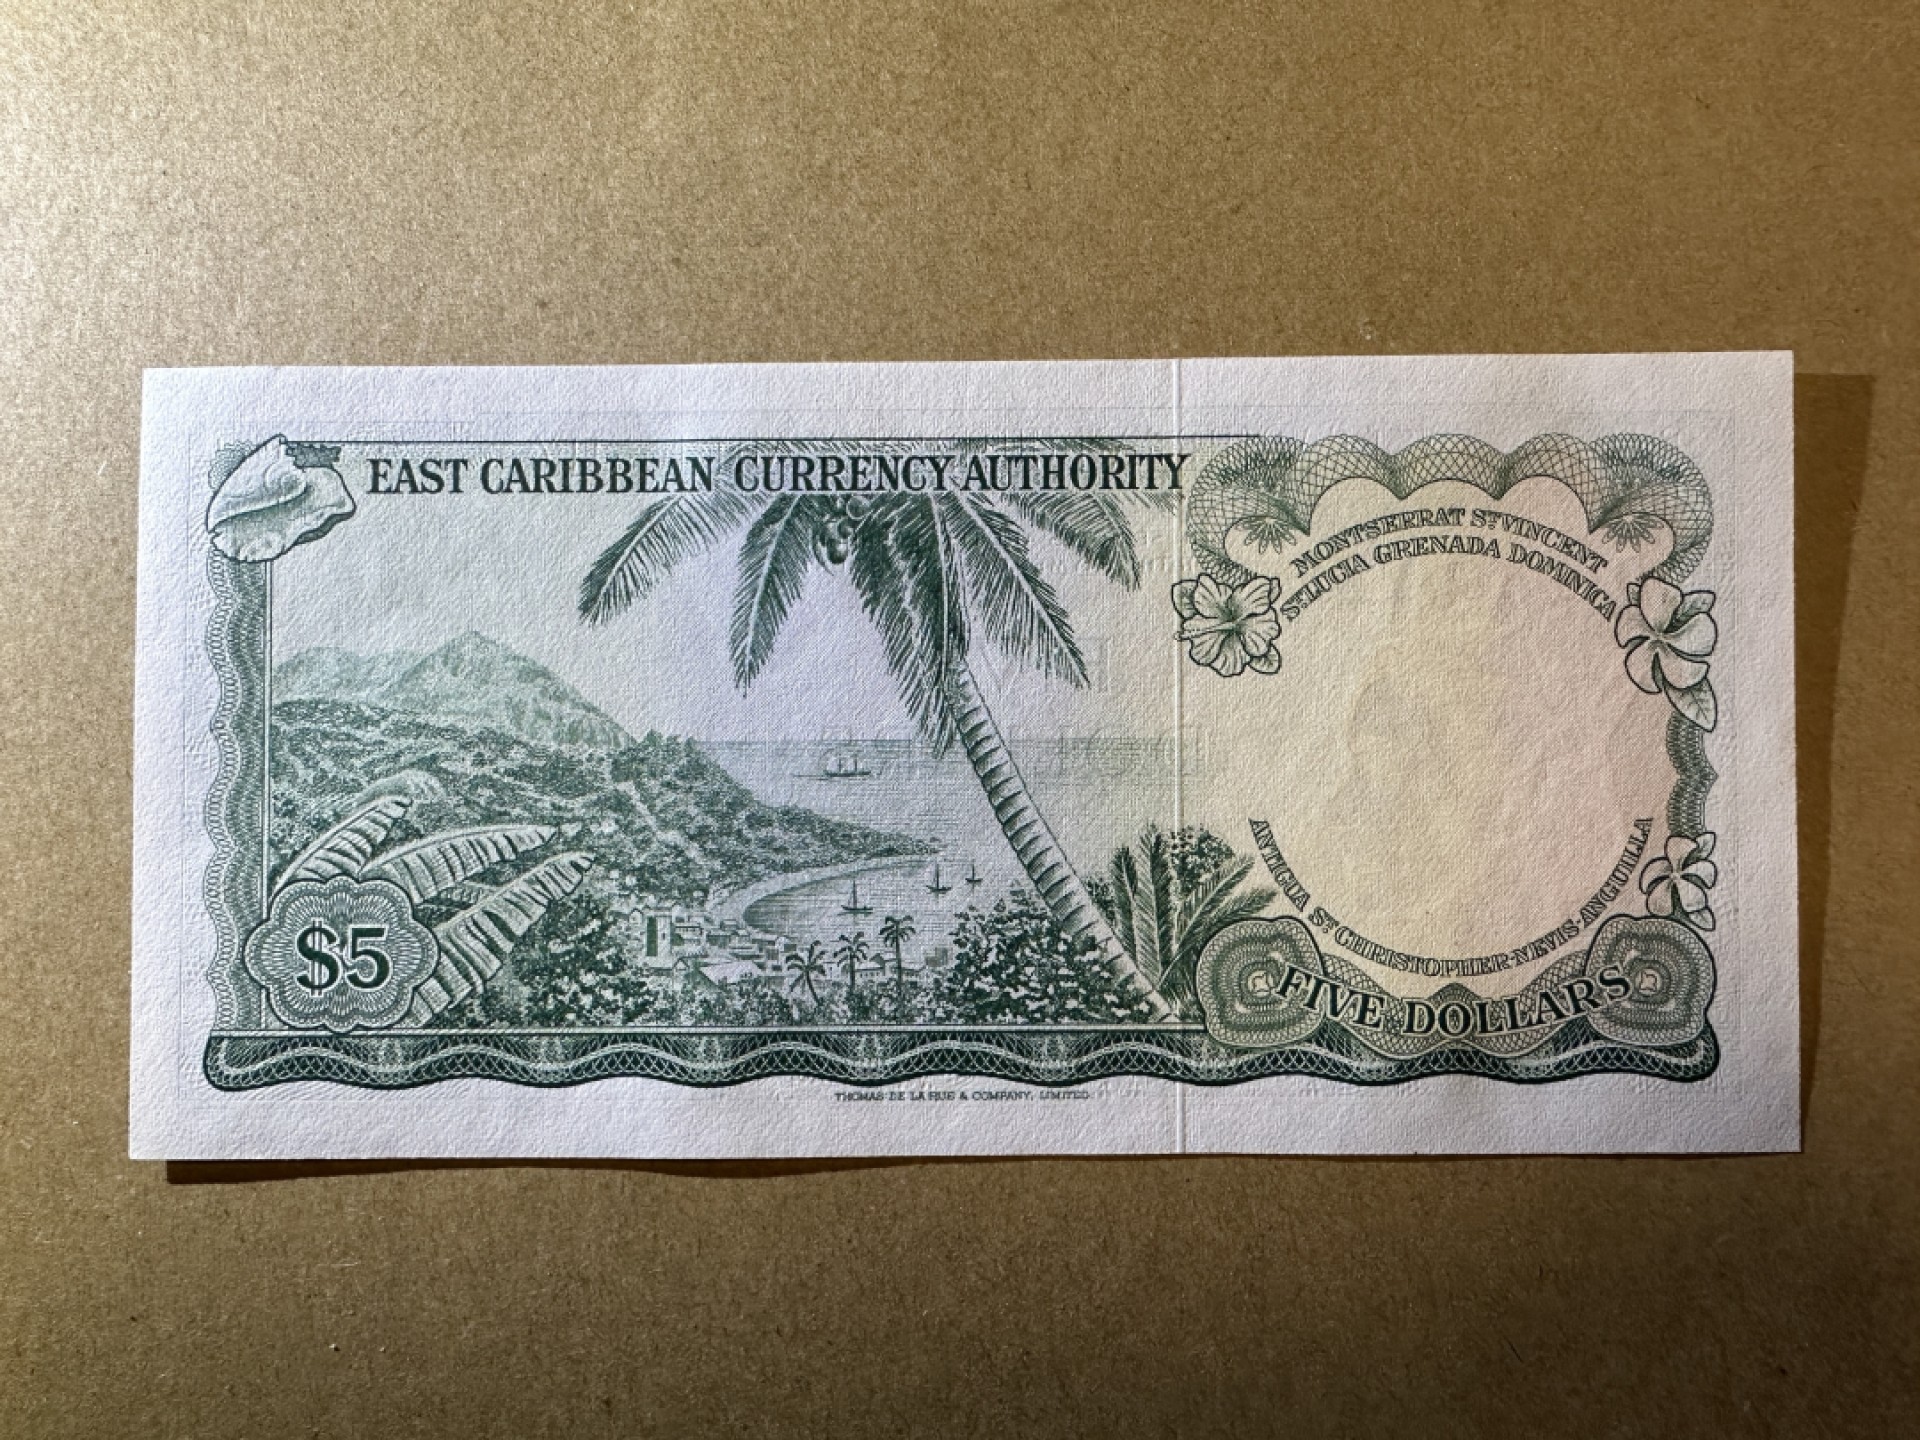 EAST CARIBBEAN CURRENCY AUTHORITY
MONTSERRAT ST VINCENT
ST LUCIA GRENADA DOMINICA
ANTIGUA ST CHRISTOPHER-NEVIS-ANGUILLA
$5
FIVE DOLLARS
THOMAS DE LA RUE & COMPANY, LIMITED